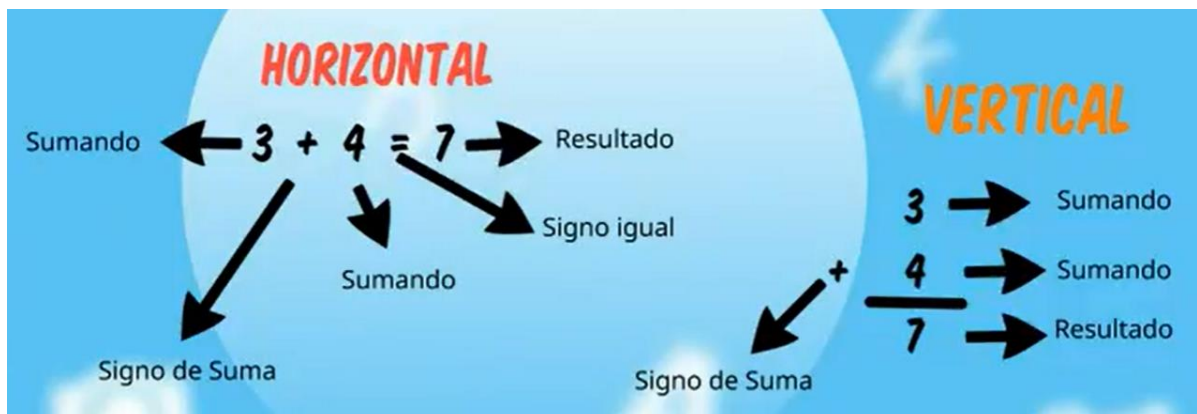 HORIZONTAL
Sumando 3 + 4 = 7 Resultado
Signo igual
Sumando
Signo de Suma
VERTICAL
3 Sumando
+ 4 Sumando
7 Resultado
Signo de Suma